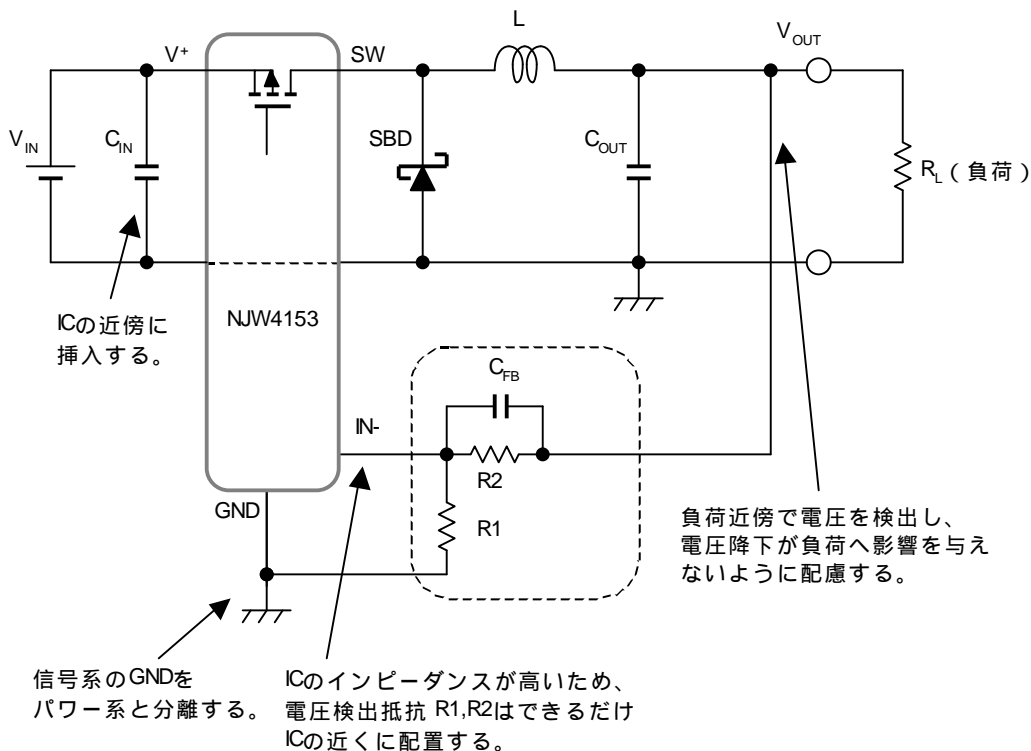 L
V+
SW
VOUT
VIN
CIN
SBD
COUT
RL（負荷）
ICの近傍に
挿入する。
NJW4153
CFB
IN-
R2
GND
R1
負荷近傍で電圧を検出し、
電圧降下が負荷へ影響を与え
ないように配慮する。
信号系のGNDを
パワー系と分離する。
ICのインピーダンスが高いため、
電圧検出抵抗 R1,R2はできるだけ
ICの近くに配置する。